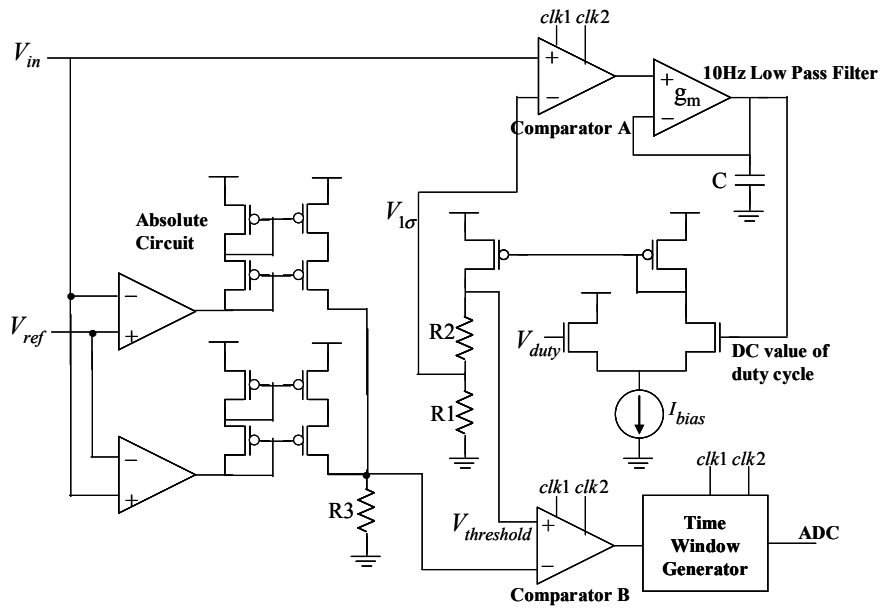 clk1 clk2
V_in
+
−
Comparator A
+
g_m
−
10Hz Low Pass Filter
C
Absolute
Circuit
V_1σ
−
+
V_ref
R2
V_duty
DC value of
duty cycle
R1
I_bias
−
+
R3
clk1 clk2
V_threshold
+
−
Comparator B
clk1 clk2
Time
Window
Generator
ADC